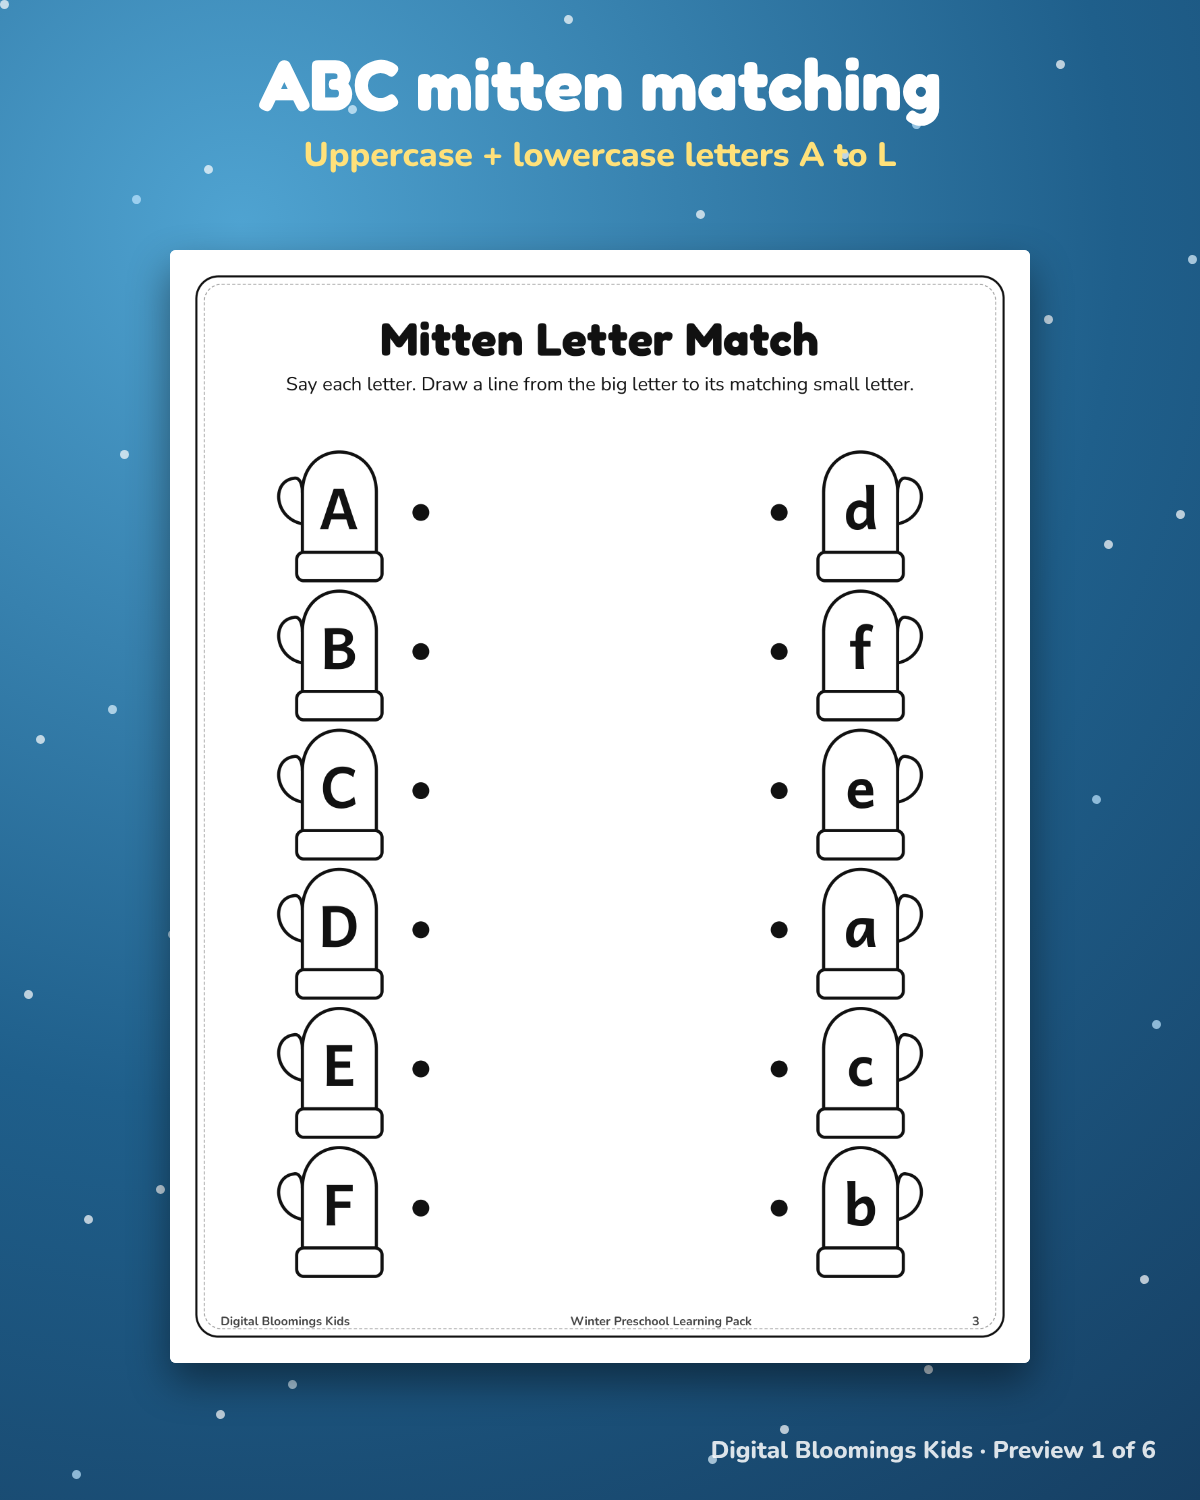 ABC mitten matching
Uppercase + lowercase letters A to L
Mitten Letter Match
Say each letter. Draw a line from the big letter to its matching small letter.
A d
B f
C e
D a
E c
F b
Digital Bloomings Kids Winter Preschool Learning Pack 3
Digital Bloomings Kids · Preview 1 of 6